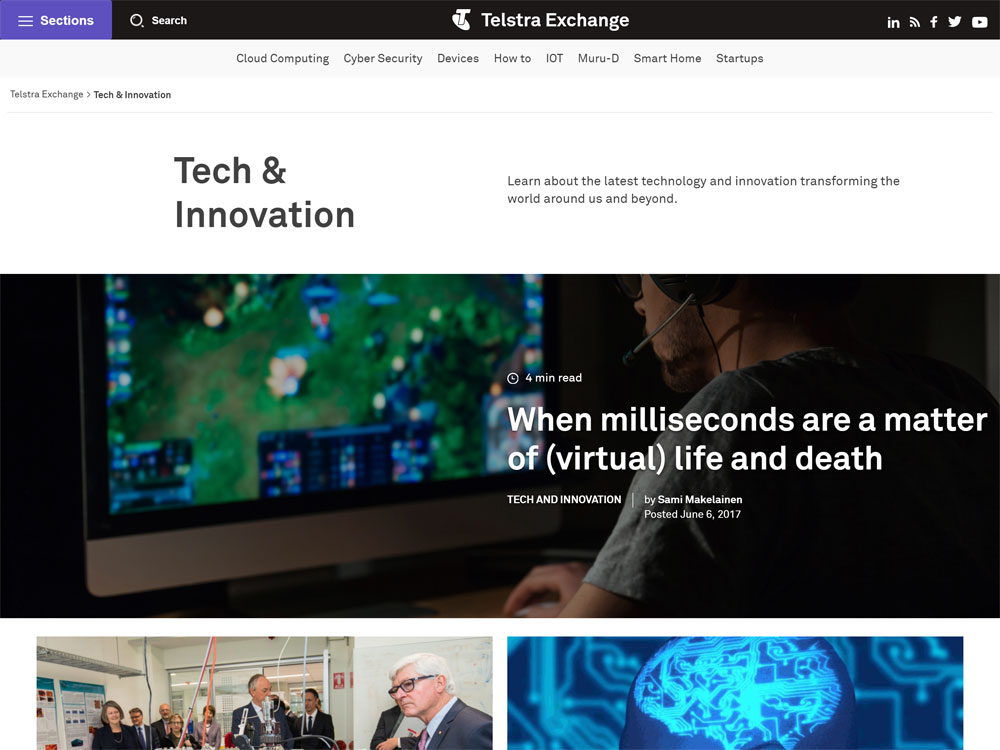 Sections
Search
Telstra Exchange
Cloud Computing Cyber Security Devices How to IOT Muru-D Smart Home Startups
Telstra Exchange > Tech & Innovation
Tech &
Innovation
Learn about the latest technology and innovation transforming the
world around us and beyond.
4 min read
When milliseconds are a matter
of (virtual) life and death
TECH AND INNOVATION
by Sami Makelainen
Posted June 6, 2017